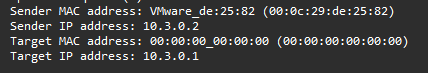 Sender MAC address: VMware_de:25:82 (00:0c:29:de:25:82)
Sender IP address: 10.3.0.2
Target MAC address: 00:00:00_00:00:00 (00:00:00:00:00:00)
Target IP address: 10.3.0.1